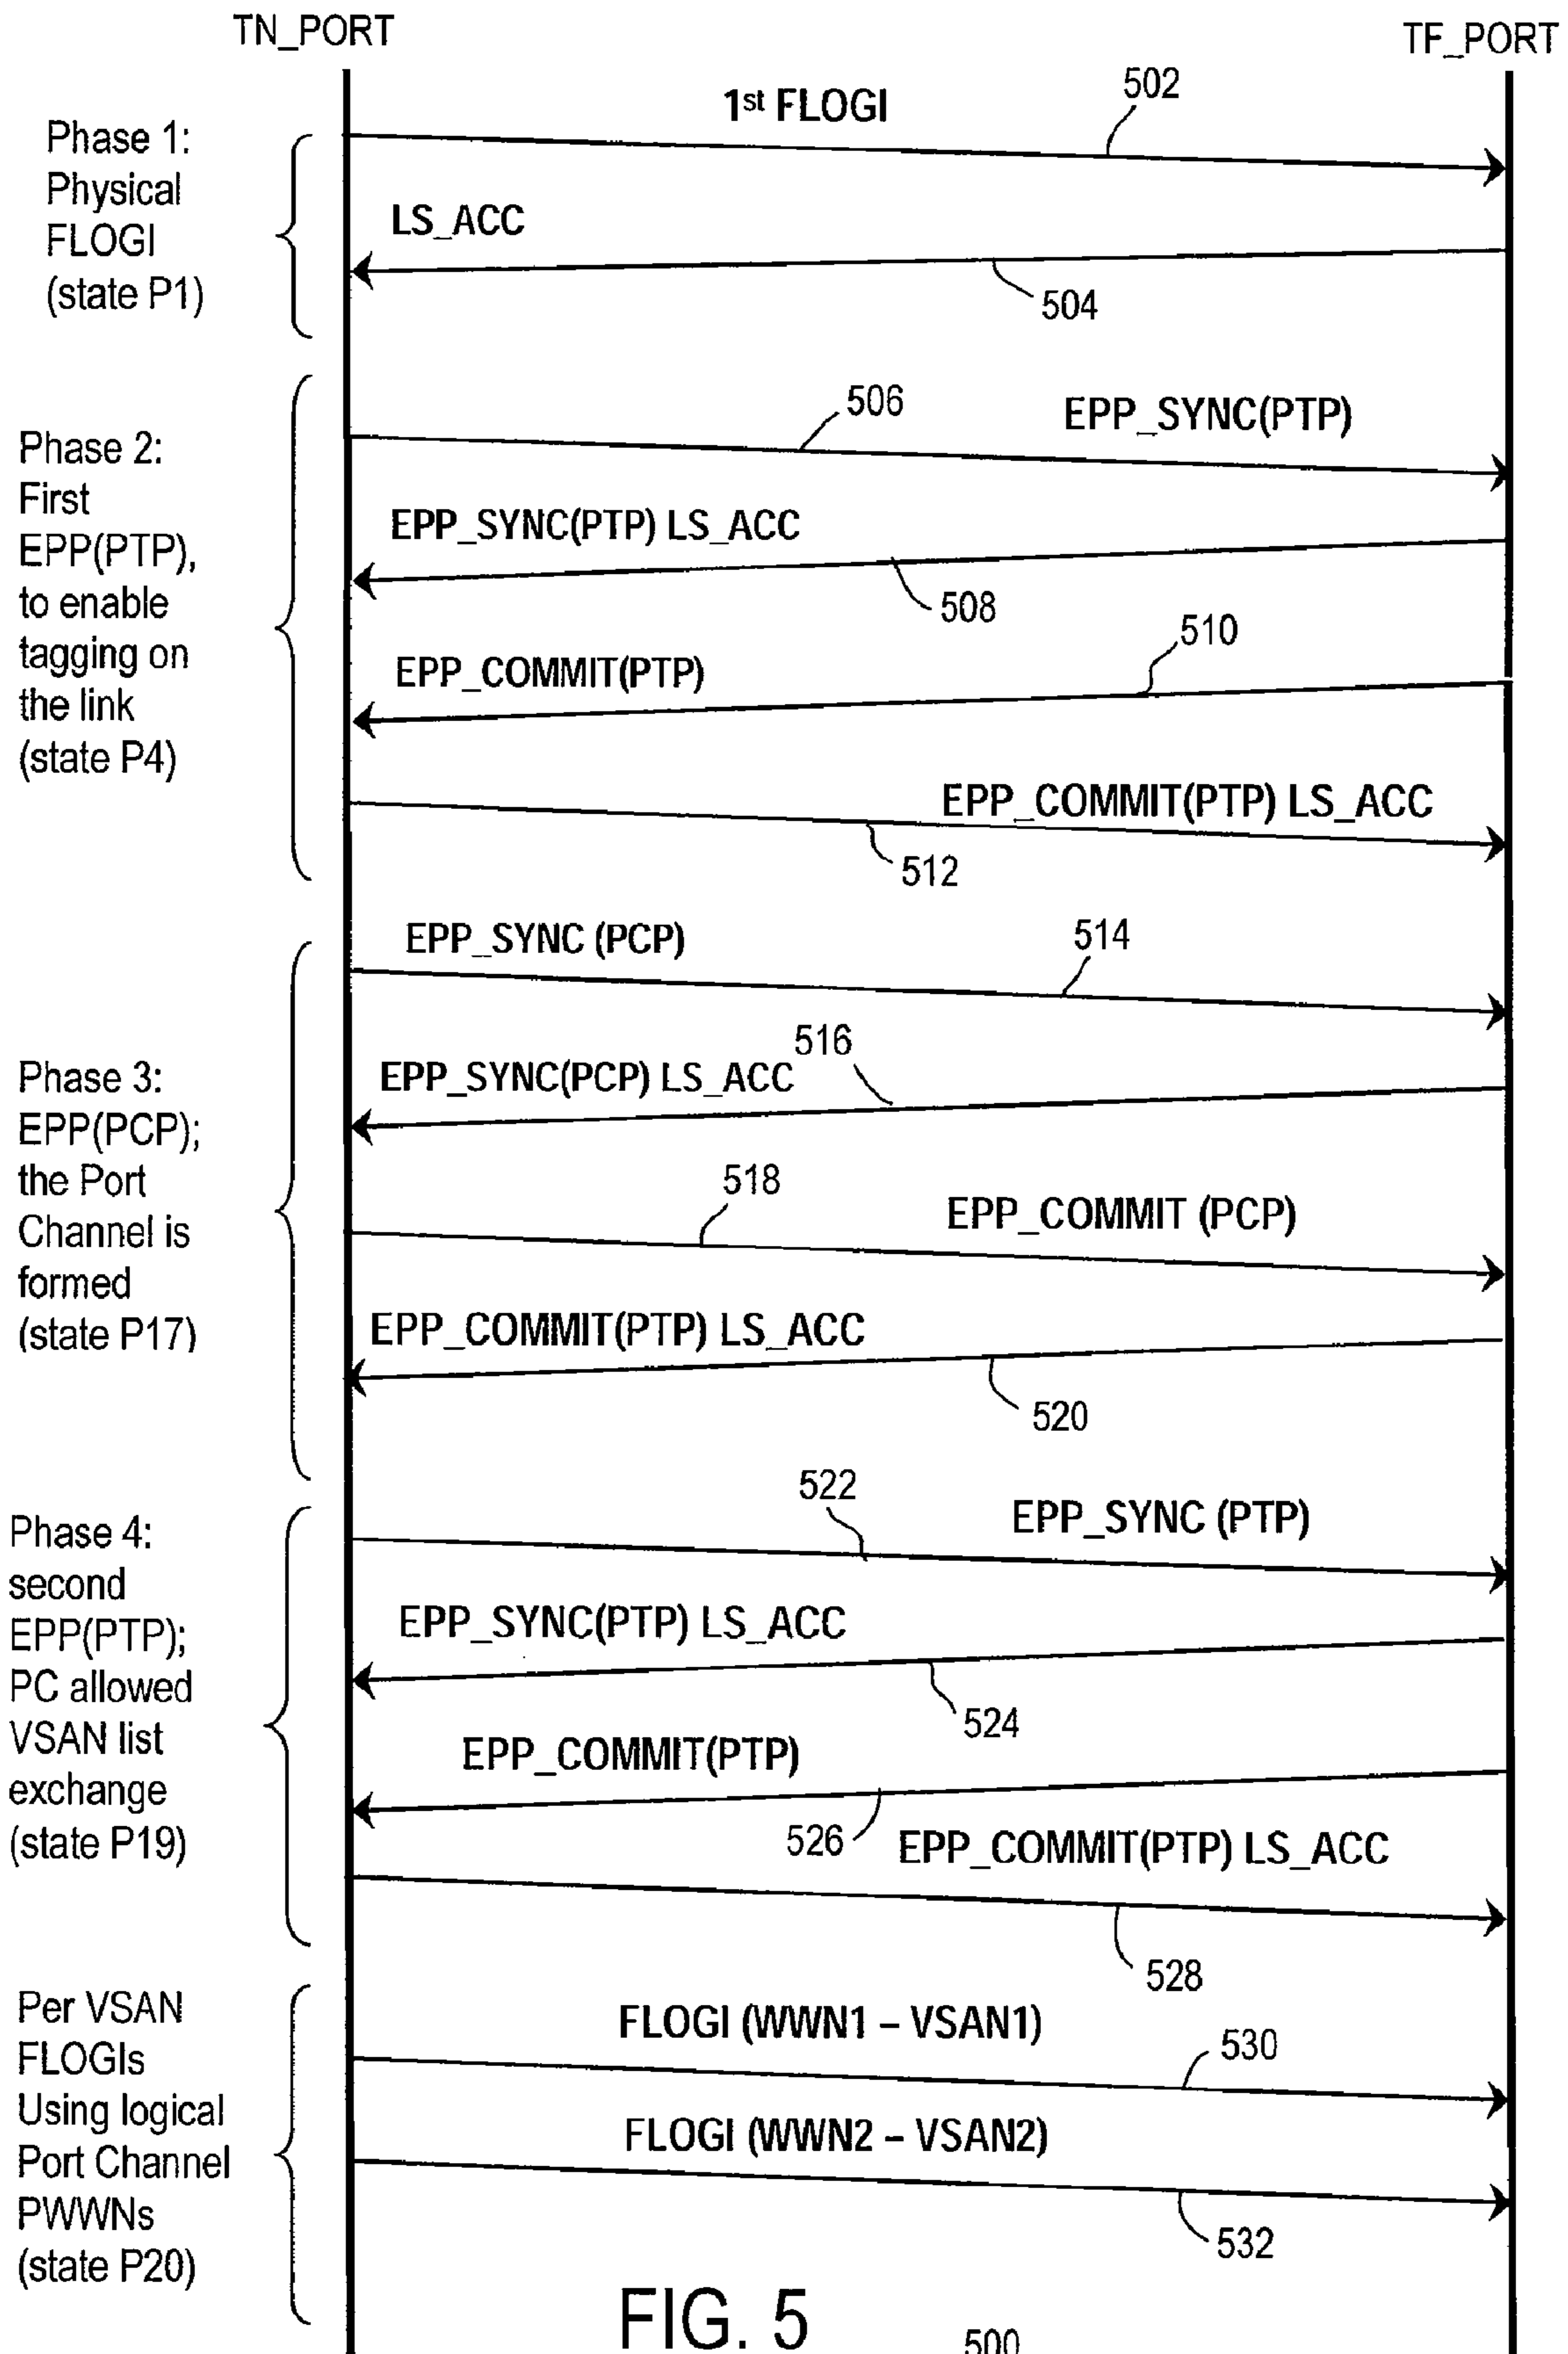 TN_PORT
TF_PORT
Phase 1:
Physical
FLOGI
(state P1)
1st FLOGI
502
LS_ACC
504
Phase 2:
First
EPP(PTP),
to enable
tagging on
the link
(state P4)
506
EPP_SYNC(PTP)
EPP_SYNC(PTP) LS_ACC
508
510
EPP_COMMIT(PTP)
EPP_COMMIT(PTP) LS_ACC
512
Phase 3:
EPP(PCP);
the Port
Channel is
formed
(state P17)
EPP_SYNC (PCP)
514
516
EPP_SYNC(PCP) LS_ACC
518
EPP_COMMIT (PCP)
EPP_COMMIT(PTP) LS_ACC
520
Phase 4:
second
EPP(PTP);
PC allowed
VSAN list
exchange
(state P19)
522
EPP_SYNC (PTP)
EPP_SYNC(PTP) LS_ACC
524
EPP_COMMIT(PTP)
526
EPP_COMMIT(PTP) LS_ACC
528
Per VSAN
FLOGIs
Using logical
Port Channel
PWWNs
(state P20)
FLOGI (WWN1 – VSAN1)
530
FLOGI (WWN2 – VSAN2)
532
FIG. 5
500